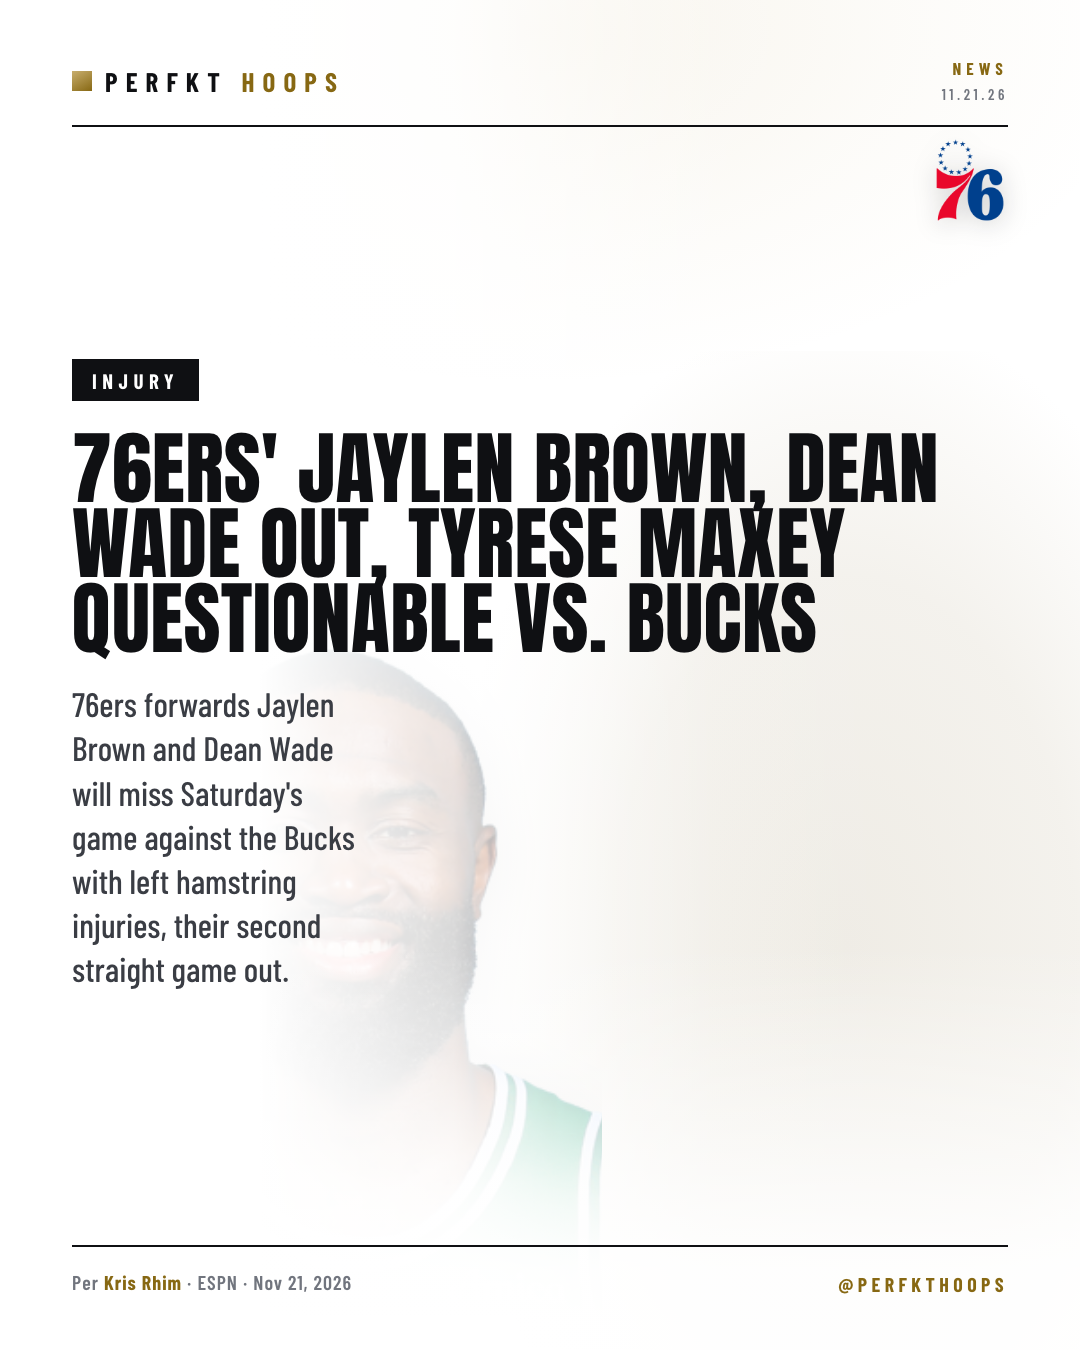 PERFKT HOOPS
NEWS
11.21.26
76
INJURY
76ERS' JAYLEN BROWN, DEAN
WADE OUT, TYRESE MAXEY
QUESTIONABLE VS. BUCKS
76ers forwards Jaylen
Brown and Dean Wade
will miss Saturday's
game against the Bucks
with left hamstring
injuries, their second
straight game out.
Per Kris Rhim · ESPN · Nov 21, 2026
@PERFKTHOOPS